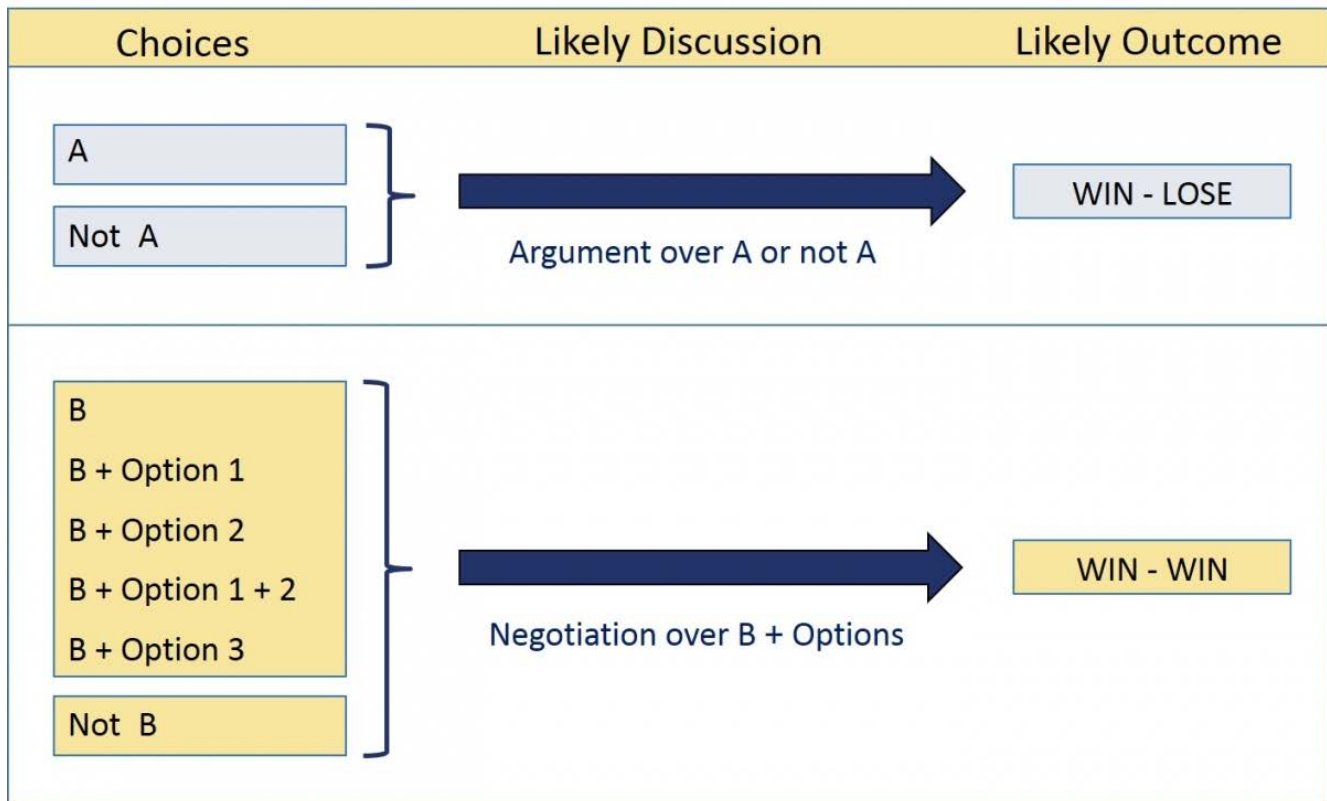 Choices Likely Discussion Likely Outcome
A
Not A
Argument over A or not A
WIN - LOSE
B
B + Option 1
B + Option 2
B + Option 1 + 2
B + Option 3
Not B
Negotiation over B + Options
WIN - WIN